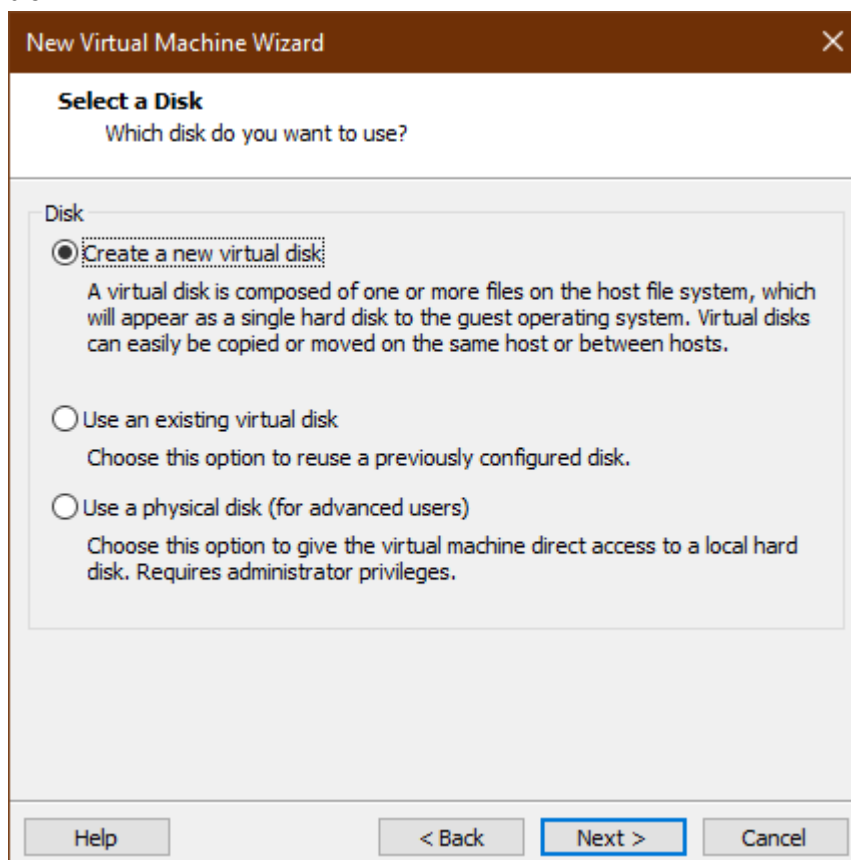 New Virtual Machine Wizard
Select a Disk
Which disk do you want to use?
Disk
Create a new virtual disk
A virtual disk is composed of one or more files on the host file system, which
will appear as a single hard disk to the guest operating system. Virtual disks
can easily be copied or moved on the same host or between hosts.
Use an existing virtual disk
Choose this option to reuse a previously configured disk.
Use a physical disk (for advanced users)
Choose this option to give the virtual machine direct access to a local hard
disk. Requires administrator privileges.
Help
< Back
Next >
Cancel